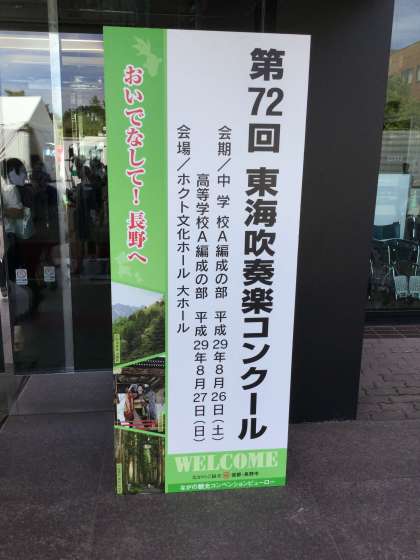 第72回 東海吹奏楽コンクール
会期／中 学 校A編成の部 平成29年8月26日(土)
高等学校A編成の部 平成29年8月27日(日)
会場／ホクト文化ホール 大ホール
おいでなして！長野へ
WELCOME
ながの観光コンベンションビューロー